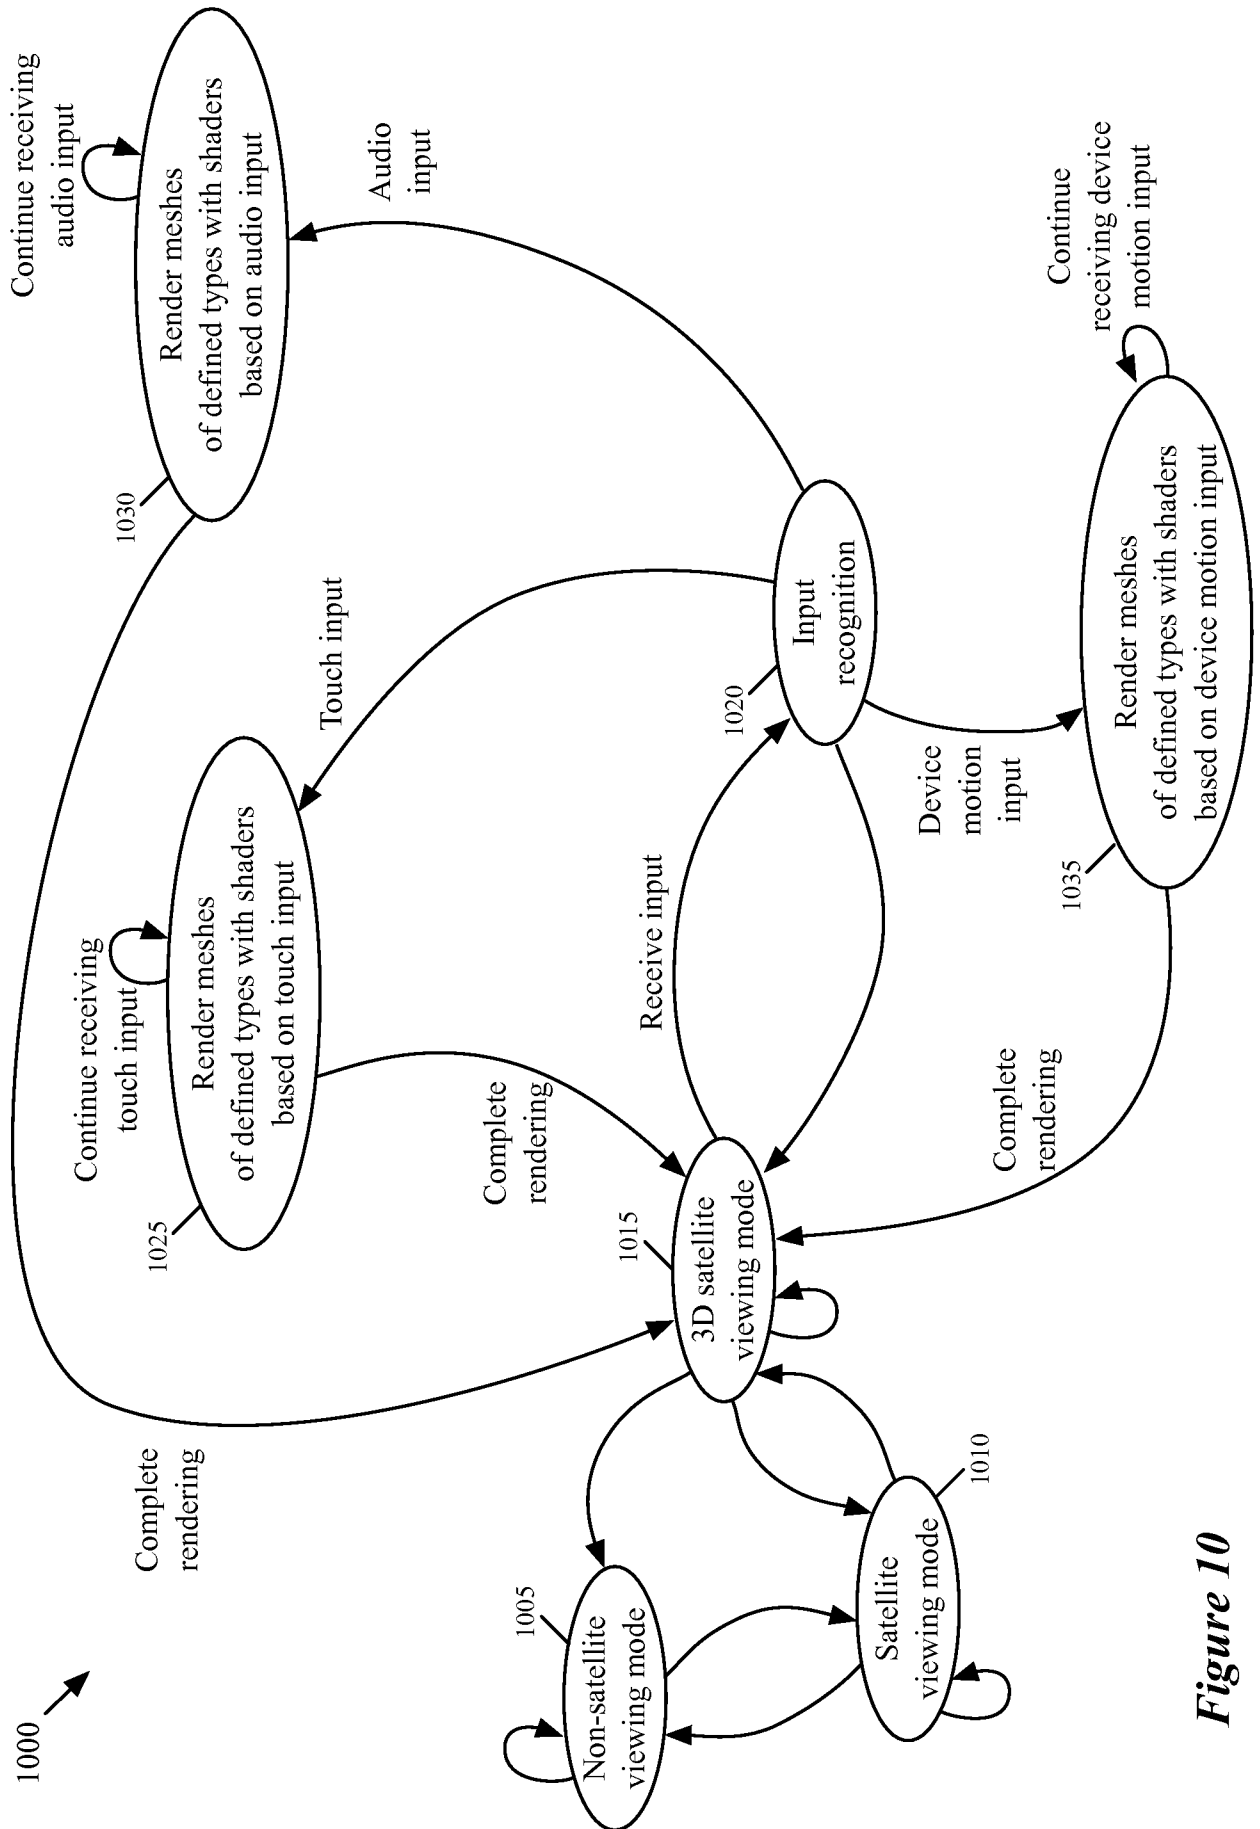 1000
Continue receiving
audio input
Render meshes
of defined types with shaders
based on audio input
1030
Audio
input
Continue receiving
touch input
Render meshes
of defined types with shaders
based on touch input
1025
Touch input
Complete
rendering
Complete
rendering
1005
Non-satellite
viewing mode
1015
3D satellite
viewing mode
Receive input
1020
Input
recognition
Satellite
viewing mode
1010
Device
motion
input
Complete
rendering
1035
Render meshes
of defined types with shaders
based on device motion input
Continue
receiving device
motion input
Figure 10